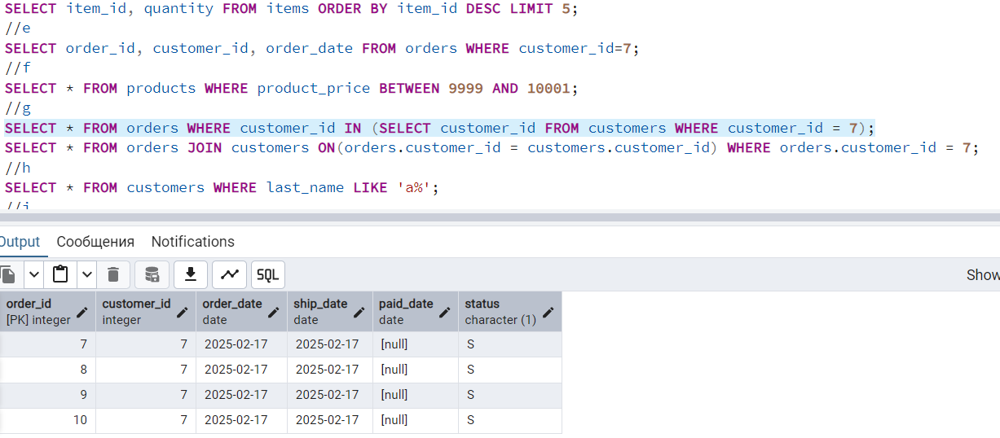 SELECT item_id, quantity FROM items ORDER BY item_id DESC LIMIT 5;
//e
SELECT order_id, customer_id, order_date FROM orders WHERE customer_id=7;
//f
SELECT * FROM products WHERE product_price BETWEEN 9999 AND 10001;
//g
SELECT * FROM orders WHERE customer_id IN (SELECT customer_id FROM customers WHERE customer_id = 7);
SELECT * FROM orders JOIN customers ON(orders.customer_id = customers.customer_id) WHERE orders.customer_id = 7;
//h
SELECT * FROM customers WHERE last_name LIKE 'a%';
//i
Output Сообщения Notifications
SQL Show
order_id customer_id order_date ship_date paid_date status
[PK] integer integer date date date character (1)
7 7 2025-02-17 2025-02-17 [null] S
8 7 2025-02-17 2025-02-17 [null] S
9 7 2025-02-17 2025-02-17 [null] S
10 7 2025-02-17 2025-02-17 [null] S